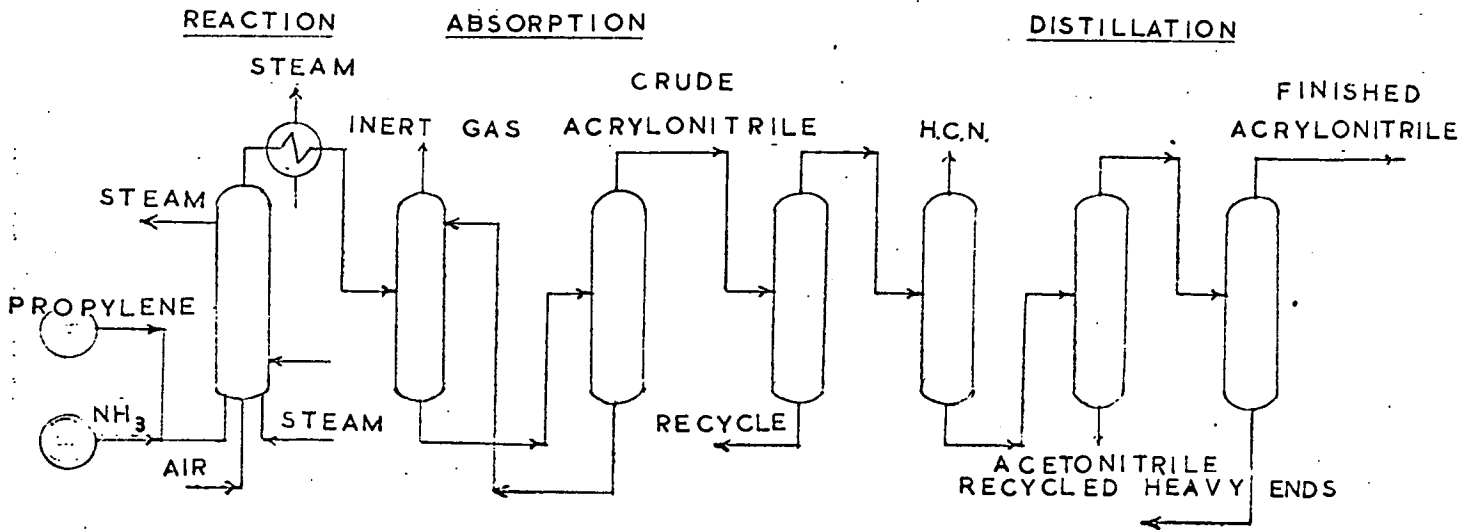 REACTION
ABSORPTION
DISTILLATION
STEAM
CRUDE
FINISHED
INERT GAS
ACRYLONITRILE
H.C.N.
ACRYLONITRILE
STEAM
PROPYLENE
NH3
STEAM
RECYCLE
AIR
ACETONITRILE
RECYCLED HEAVY ENDS